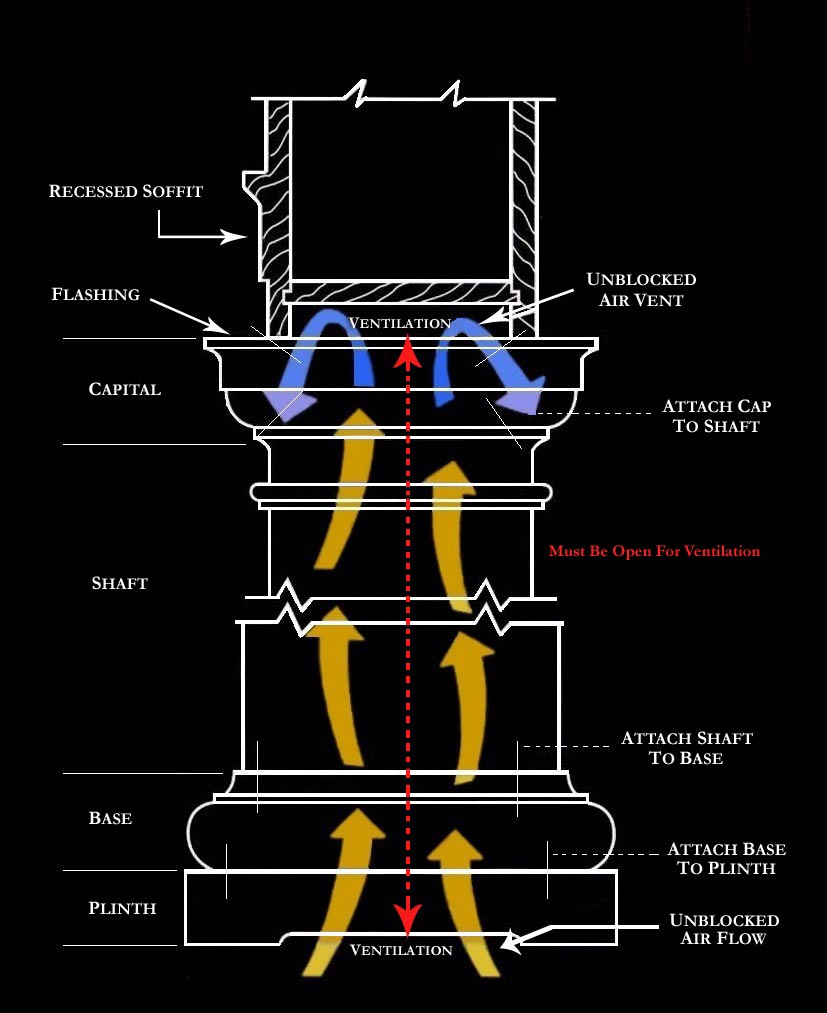 RECESSED SOFFIT
FLASHING
UNBLOCKED
AIR VENT
VENTILATION
CAPITAL
ATTACH CAP
TO SHAFT
Must Be Open For Ventilation
SHAFT
ATTACH SHAFT
TO BASE
BASE
ATTACH BASE
TO PLINTH
PLINTH
UNBLOCKED
AIR FLOW
VENTILATION